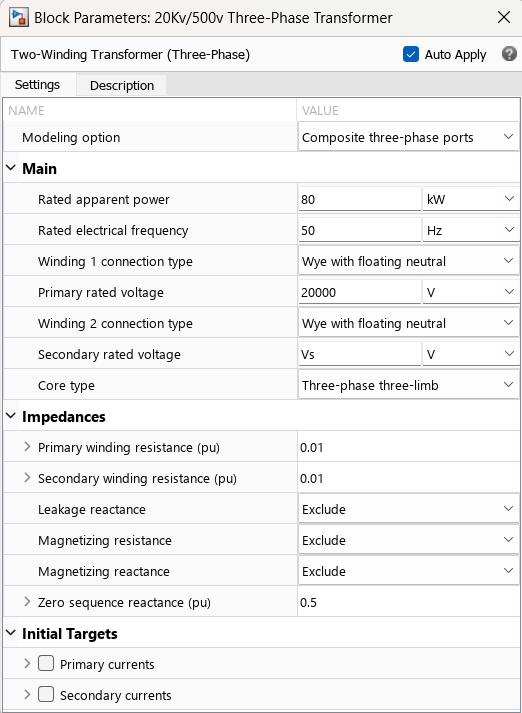 Block Parameters: 20Kv/500v Three-Phase Transformer
Two-Winding Transformer (Three-Phase)
Auto Apply
?
Settings
Description
NAME VALUE
Modeling option Composite three-phase ports
Main
Rated apparent power 80 kW
Rated electrical frequency 50 Hz
Winding 1 connection type Wye with floating neutral
Primary rated voltage 20000 V
Winding 2 connection type Wye with floating neutral
Secondary rated voltage Vs V
Core type Three-phase three-limb
Impedances
Primary winding resistance (pu) 0.01
Secondary winding resistance (pu) 0.01
Leakage reactance Exclude
Magnetizing resistance Exclude
Magnetizing reactance Exclude
Zero sequence reactance (pu) 0.5
Initial Targets
Primary currents
Secondary currents